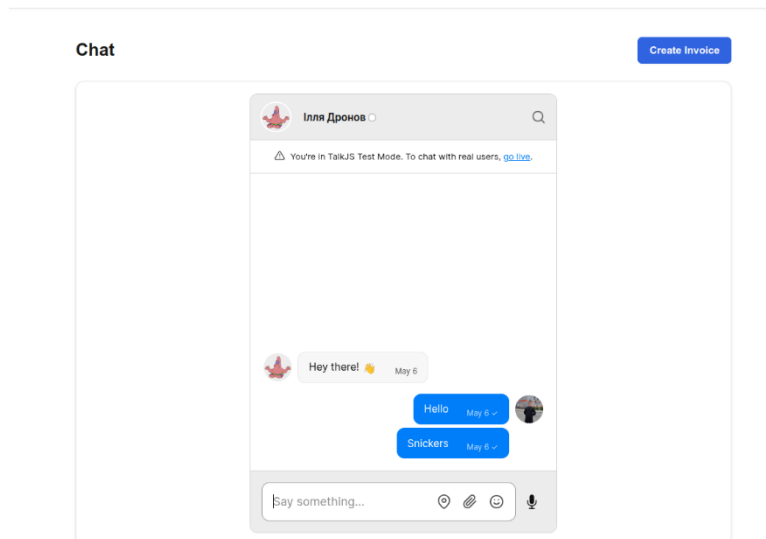 Chat
Create Invoice
Ілля Дронов
You're in TalkJS Test Mode. To chat with real users, go live.
Hey there! 👋 May 6
Hello May 6 ✓
Snickers May 6 ✓
Say something...